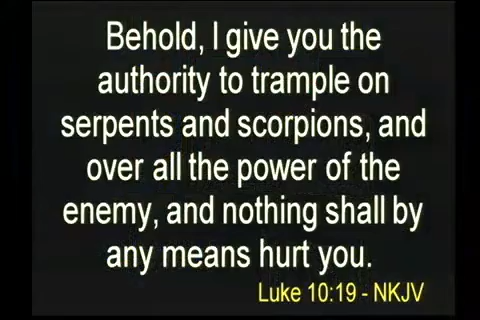 Behold, I give you the
authority to trample on
serpents and scorpions, and
over all the power of the
enemy, and nothing shall by
any means hurt you.
Luke 10:19 - NKJV